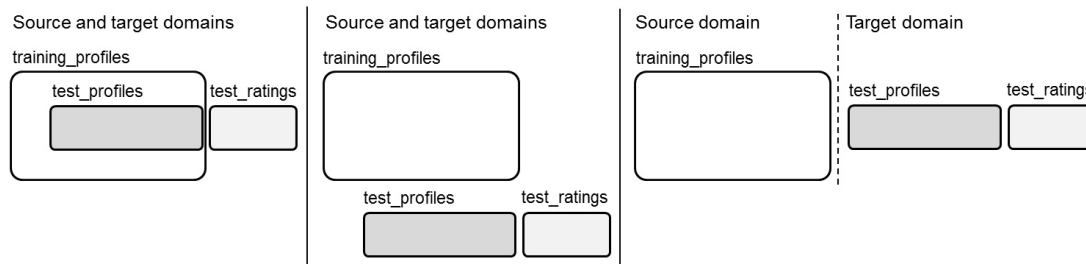 Source and target domains
training_profiles
test_profiles
test_ratings
Source and target domains
training_profiles
test_profiles
test_ratings
Source domain
training_profiles
Target domain
test_profiles
test_rating